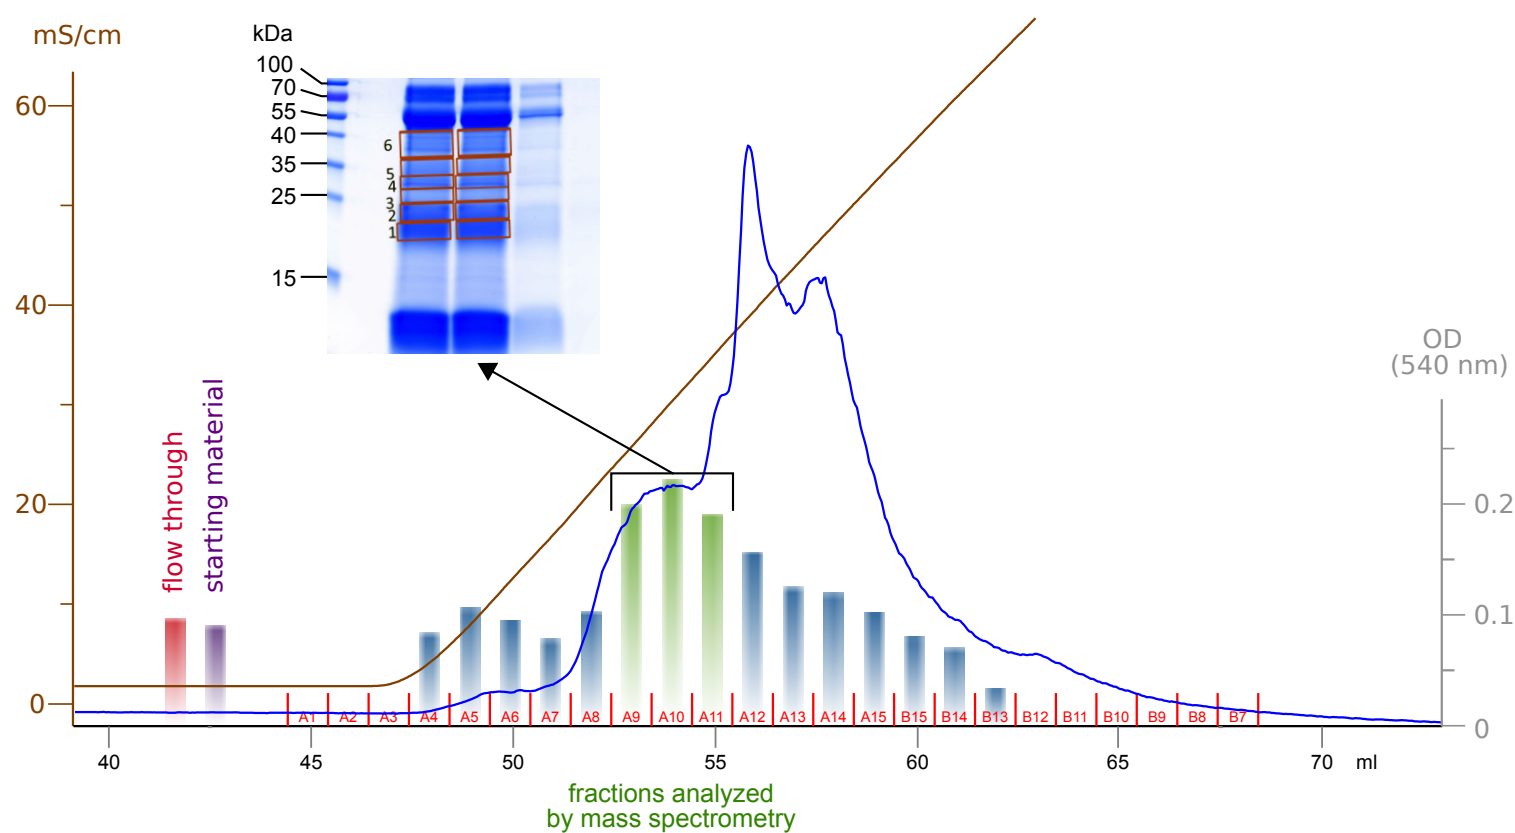 mS/cm
60
40
20
0
kDa
100
70
55
40
35
25
15
6
5
4
3
2
1
flow through
starting material
OD
(540 nm)
0.2
0.1
0
A1 A2 A3 A4 A5 A6 A7 A8 A9 A10 A11 A12 A13 A14 A15 B15 B14 B13 B12 B11 B10 B9 B8 B7
40 45 50 55 60 65 70 ml
fractions analyzed
by mass spectrometry